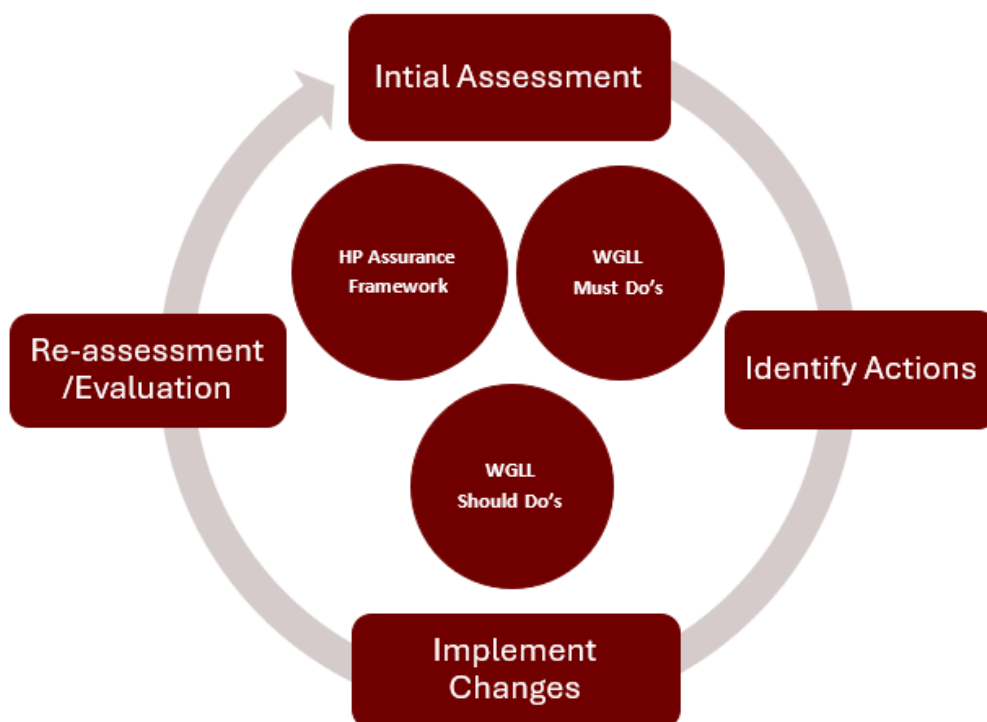 Intial Assessment
HP Assurance
Framework
WGLL
Must Do's
Re-assessment
/Evaluation
Identify Actions
WGLL
Should Do's
Implement
Changes